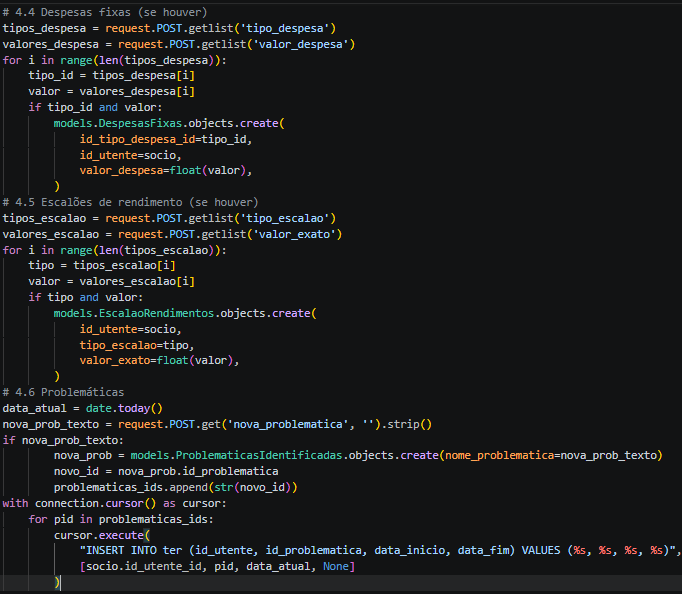 # 4.4 Despesas fixas (se houver)
tipos_despesa = request.POST.getlist('tipo_despesa')
valores_despesa = request.POST.getlist('valor_despesa')
for i in range(len(tipos_despesa)):
    tipo_id = tipos_despesa[i]
    valor = valores_despesa[i]
    if tipo_id and valor:
        models.DespesasFixas.objects.create(
            id_tipo_despesa_id=tipo_id,
            id_utente=socio,
            valor_despesa=float(valor),
        )
# 4.5 Escalões de rendimento (se houver)
tipos_escalao = request.POST.getlist('tipo_escalao')
valores_escalao = request.POST.getlist('valor_exato')
for i in range(len(tipos_escalao)):
    tipo = tipos_escalao[i]
    valor = valores_escalao[i]
    if tipo and valor:
        models.EscalaoRendimentos.objects.create(
            id_utente=socio,
            tipo_escalao=tipo,
            valor_exato=float(valor),
        )
# 4.6 Problemáticas
data_atual = date.today()
nova_prob_texto = request.POST.get('nova_problematica', '').strip()
if nova_prob_texto:
        nova_prob = models.ProblematicasIdentificadas.objects.create(nome_problematica=nova_prob_texto)
        novo_id = nova_prob.id_problematica
        problematicas_ids.append(str(novo_id))
with connection.cursor() as cursor:
    for pid in problematicas_ids:
        cursor.execute(
            "INSERT INTO ter (id_utente, id_problematica, data_inicio, data_fim) VALUES (%s, %s, %s, %s)",
            [socio.id_utente_id, pid, data_atual, None]
        )